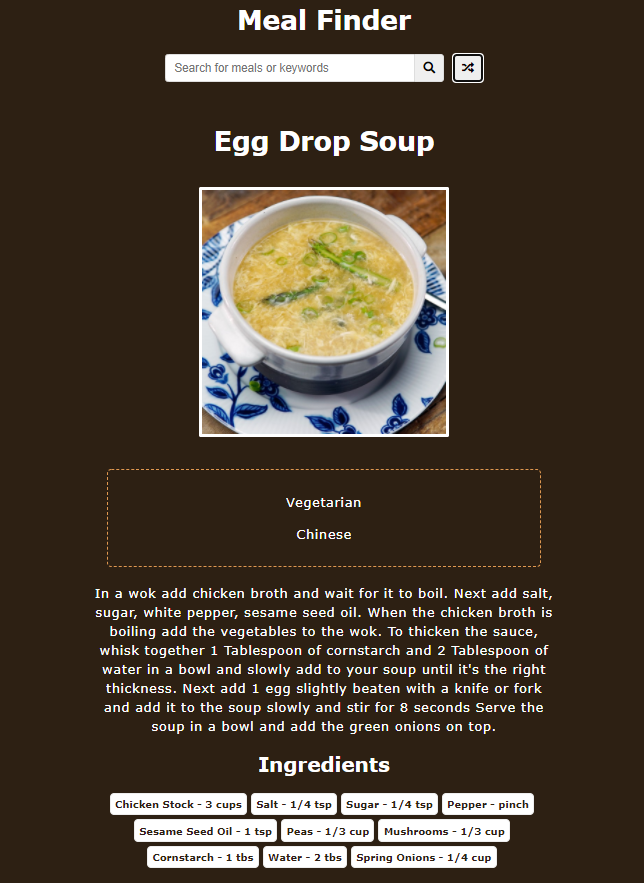 Meal Finder
Search for meals or keywords
Egg Drop Soup
Vegetarian
Chinese
In a wok add chicken broth and wait for it to boil. Next add salt,
sugar, white pepper, sesame seed oil. When the chicken broth is
boiling add the vegetables to the wok. To thicken the sauce,
whisk together 1 Tablespoon of cornstarch and 2 Tablespoon of
water in a bowl and slowly add to your soup until it's the right
thickness. Next add 1 egg slightly beaten with a knife or fork
and add it to the soup slowly and stir for 8 seconds Serve the
soup in a bowl and add the green onions on top.
Ingredients
Chicken Stock - 3 cups Salt - 1/4 tsp Sugar - 1/4 tsp Pepper - pinch
Sesame Seed Oil - 1 tsp Peas - 1/3 cup Mushrooms - 1/3 cup
Cornstarch - 1 tbs Water - 2 tbs Spring Onions - 1/4 cup